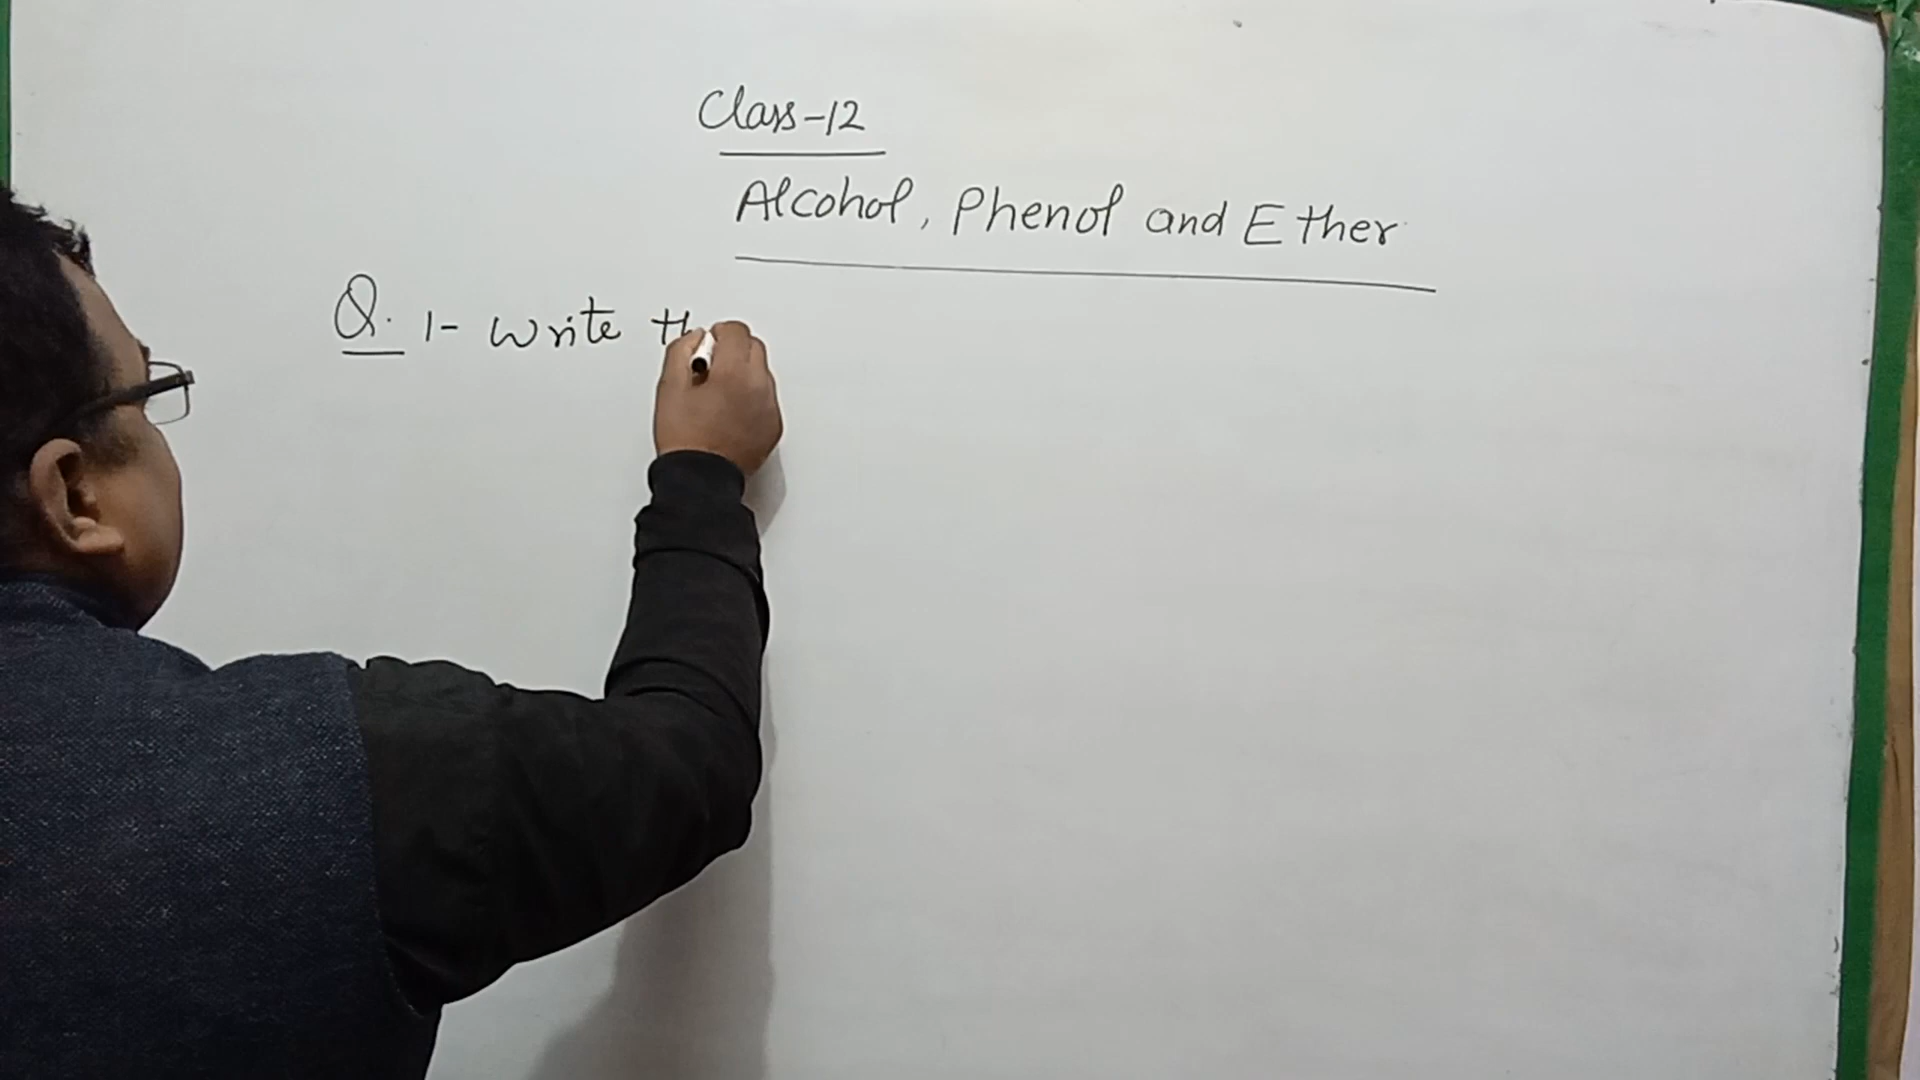 Class-12
Alcohol, Phenol and Ether
Q. 1- Write